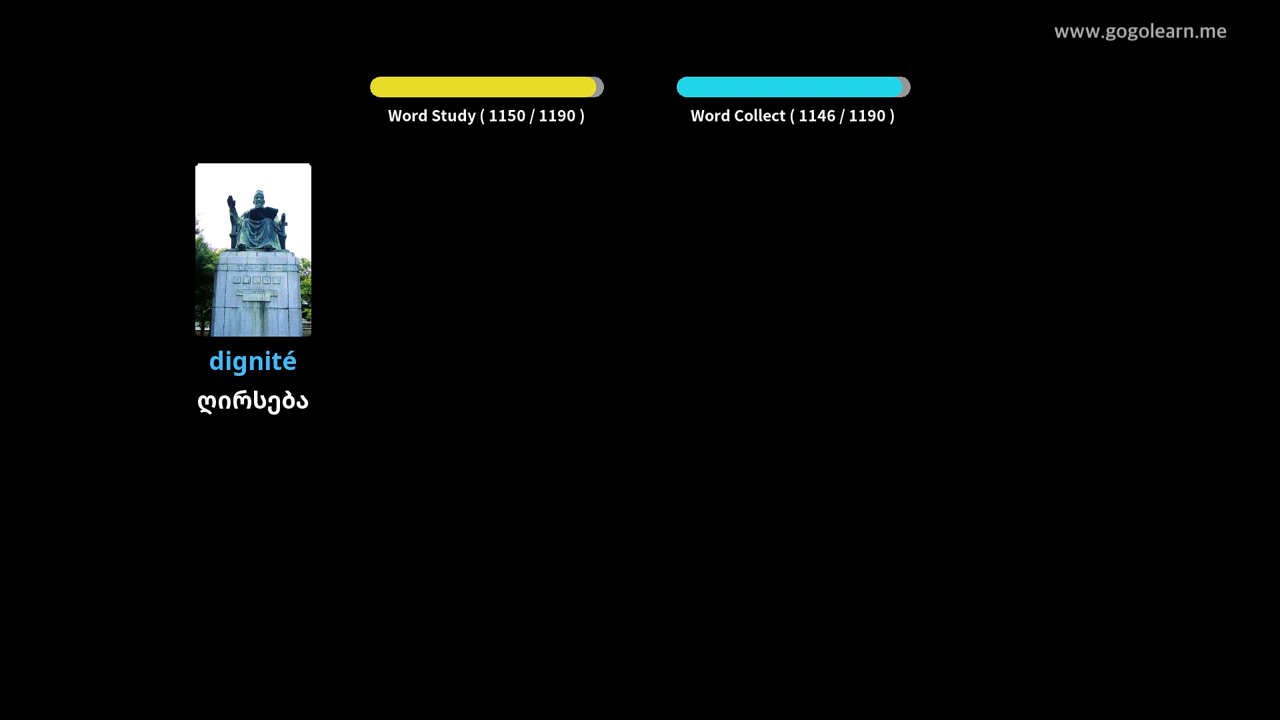 www.gogolearn.me
Word Study ( 1150 / 1190 )
Word Collect ( 1146 / 1190 )
dignité
ღირსება